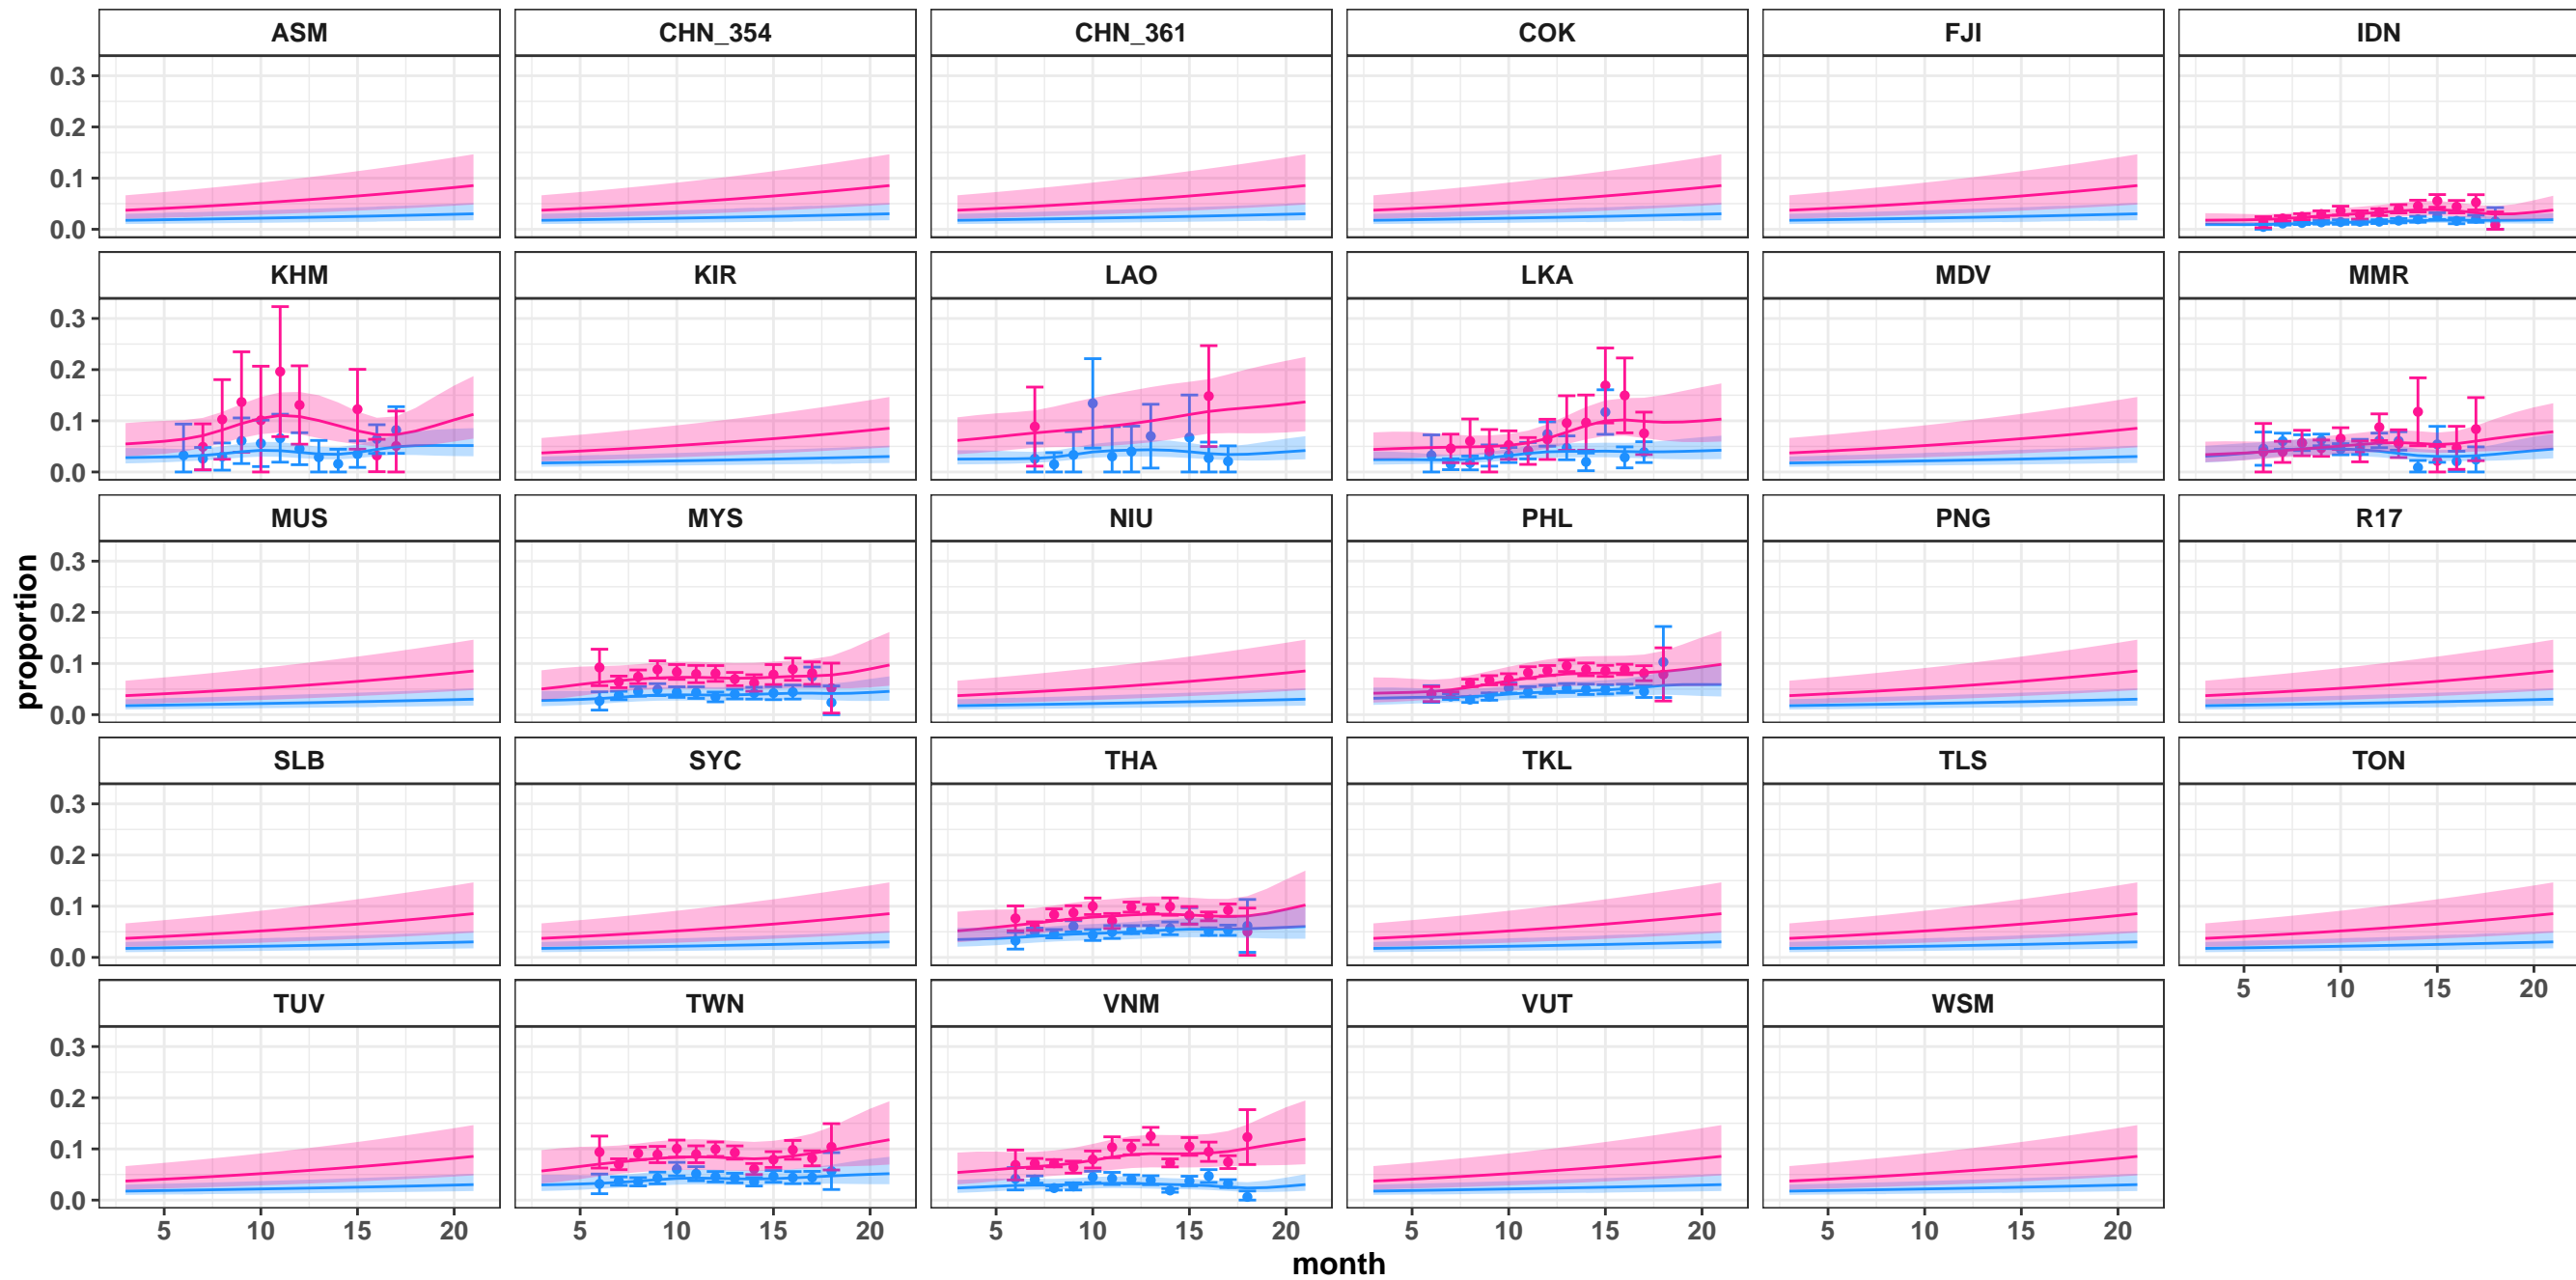 ASM CHN_354 CHN_361 COK FJI IDN
0.3
0.2
0.1
0.0
KHM KIR LAO LKA MDV MMR
0.3
0.2
0.1
0.0
MUS MYS NIU PHL PNG R17
0.3
0.2
0.1
0.0
SLB SYC THA TKL TLS TON
0.3
0.2
0.1
0.0
5 10 15 20
TUV TWN VNM VUT WSM
0.3
0.2
0.1
0.0
5 10 15 20 5 10 15 20 5 10 15 20 5 10 15 20 5 10 15 20
month
proportion